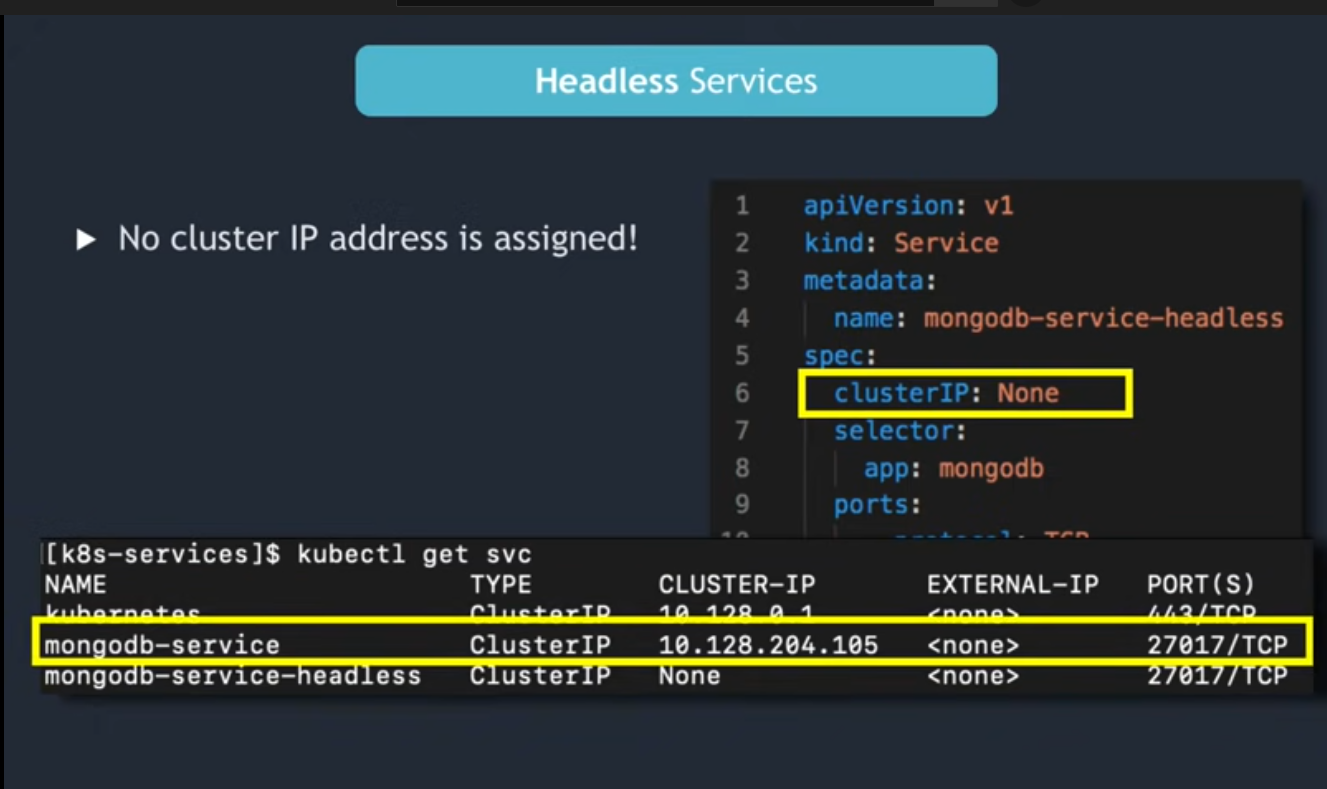 Headless Services
▶ No cluster IP address is assigned!
1 apiVersion: v1
2 kind: Service
3 metadata:
4 name: mongodb-service-headless
5 spec:
6 clusterIP: None
7 selector:
8 app: mongodb
9 ports:
10 protocol: TCP
[k8s-services]$ kubectl get svc
NAME TYPE CLUSTER-IP EXTERNAL-IP PORT(S)
kubernetes ClusterIP 10.128.0.1 <none> 443/TCP
mongodb-service ClusterIP 10.128.204.105 <none> 27017/TCP
mongodb-service-headless ClusterIP None <none> 27017/TCP